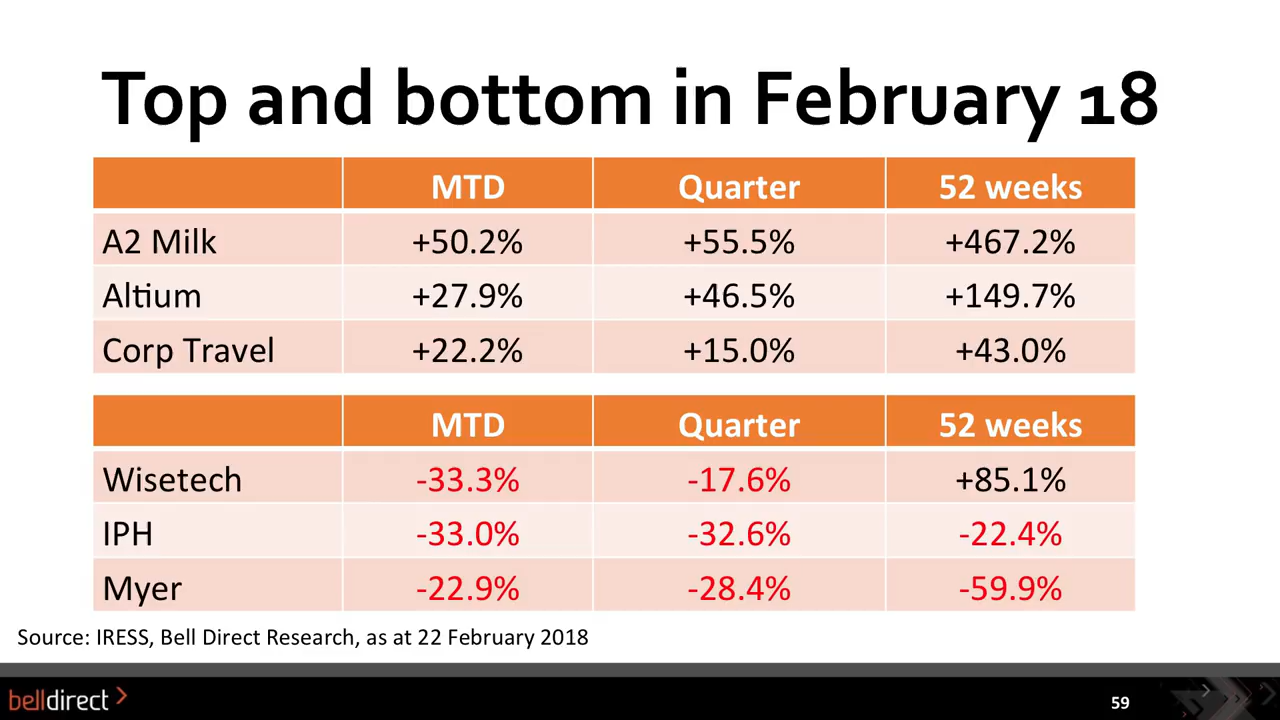 Top and bottom in February 18
MTD Quarter 52 weeks
A2 Milk +50.2% +55.5% +467.2%
Altium +27.9% +46.5% +149.7%
Corp Travel +22.2% +15.0% +43.0%
MTD Quarter 52 weeks
Wisetech -33.3% -17.6% +85.1%
IPH -33.0% -32.6% -22.4%
Myer -22.9% -28.4% -59.9%
Source: IRESS, Bell Direct Research, as at 22 February 2018
belldirect
59